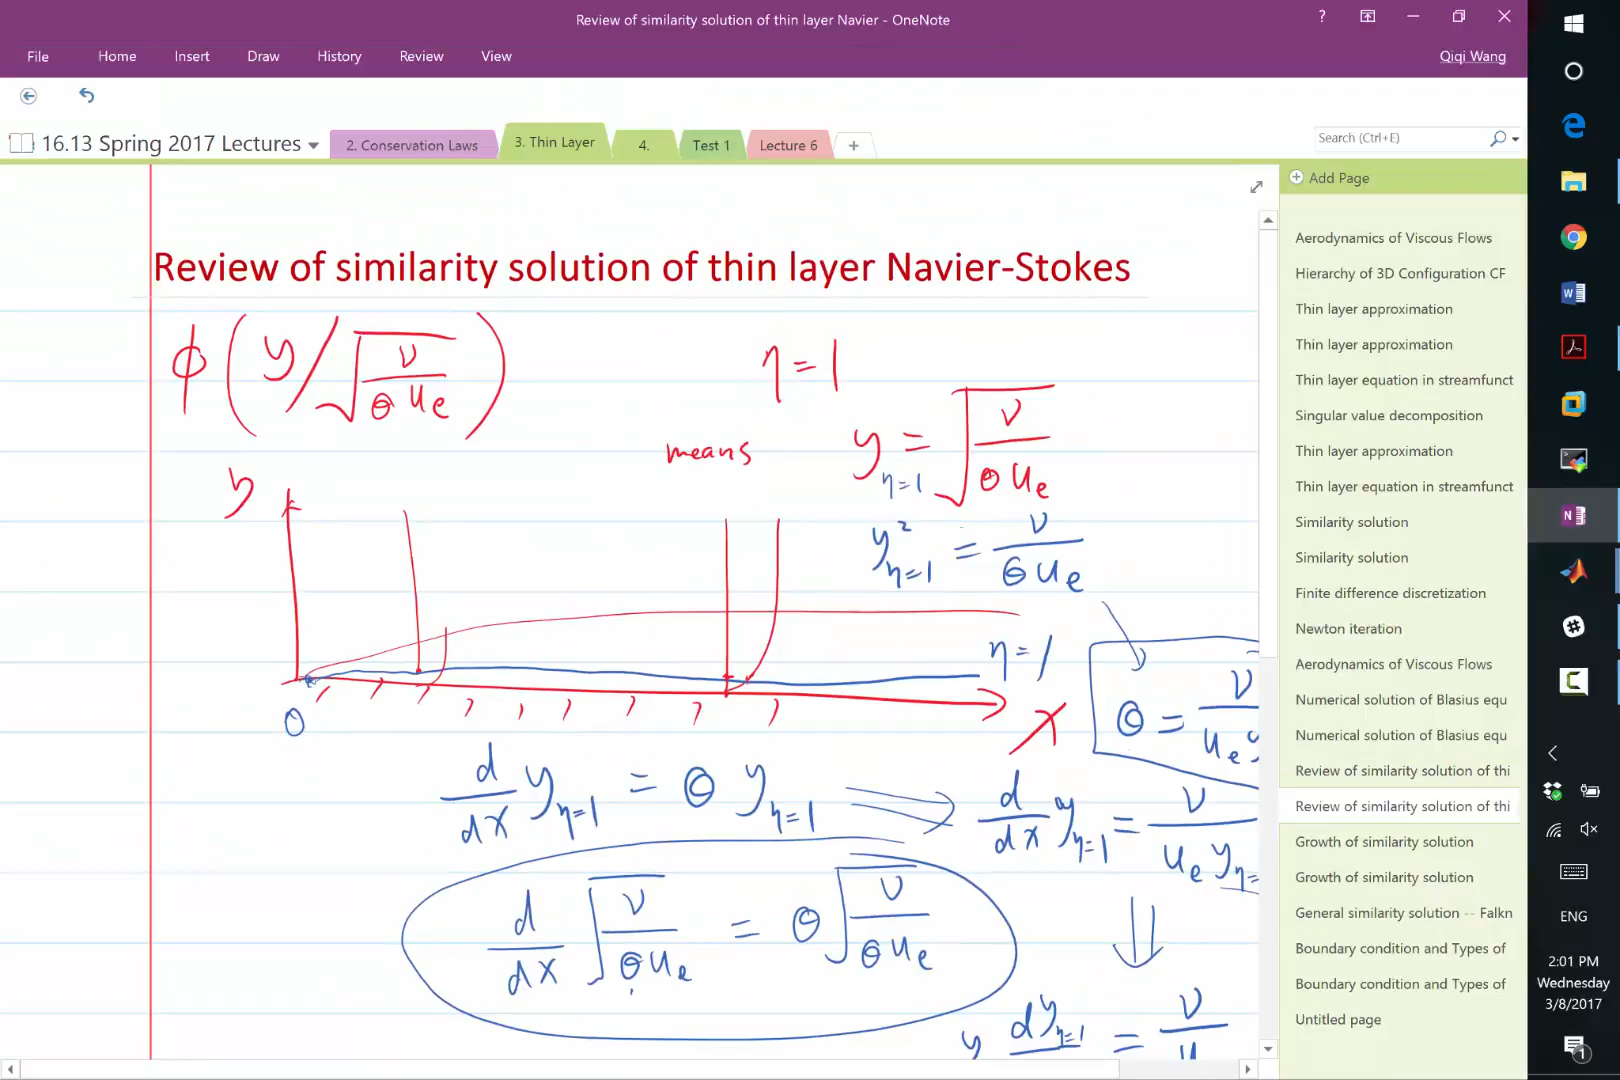 Review of similarity solution of thin layer Navier - OneNote
?
File Home Insert Draw History Review View
Qiqi Wang
16.13 Spring 2017 Lectures
2. Conservation Laws
3. Thin Layer
4.
Test 1
Lecture 6
+
Search (Ctrl+E)
Add Page
Review of similarity solution of thin layer Navier-Stokes
ϕ(y/√(ν/(θ u_e)))
η=1
means
y_{η=1} = √(ν/(θ u_e))
y
y²_{η=1} = ν/(θ u_e)
η=1
0
x
θ = ν/(u_e y
d/dx y_{η=1} = θ y_{η=1} ⟹ d/dx y_{η=1} = ν/(u_e y_{η=
d/dx √(ν/(θ u_e)) = θ √(ν/(θ u_e))
⇓
y dy_{η=1} = ν/u
Aerodynamics of Viscous Flows
Hierarchy of 3D Configuration CF
Thin layer approximation
Thin layer approximation
Thin layer equation in streamfunct
Singular value decomposition
Thin layer approximation
Thin layer equation in streamfunct
Similarity solution
Similarity solution
Finite difference discretization
Newton iteration
Aerodynamics of Viscous Flows
Numerical solution of Blasius equ
Numerical solution of Blasius equ
Review of similarity solution of thi
Review of similarity solution of thi
Growth of similarity solution
Growth of similarity solution
General similarity solution -- Falkn
Boundary condition and Types of
Boundary condition and Types of
Untitled page
ENG
2:01 PM
Wednesday
3/8/2017
1